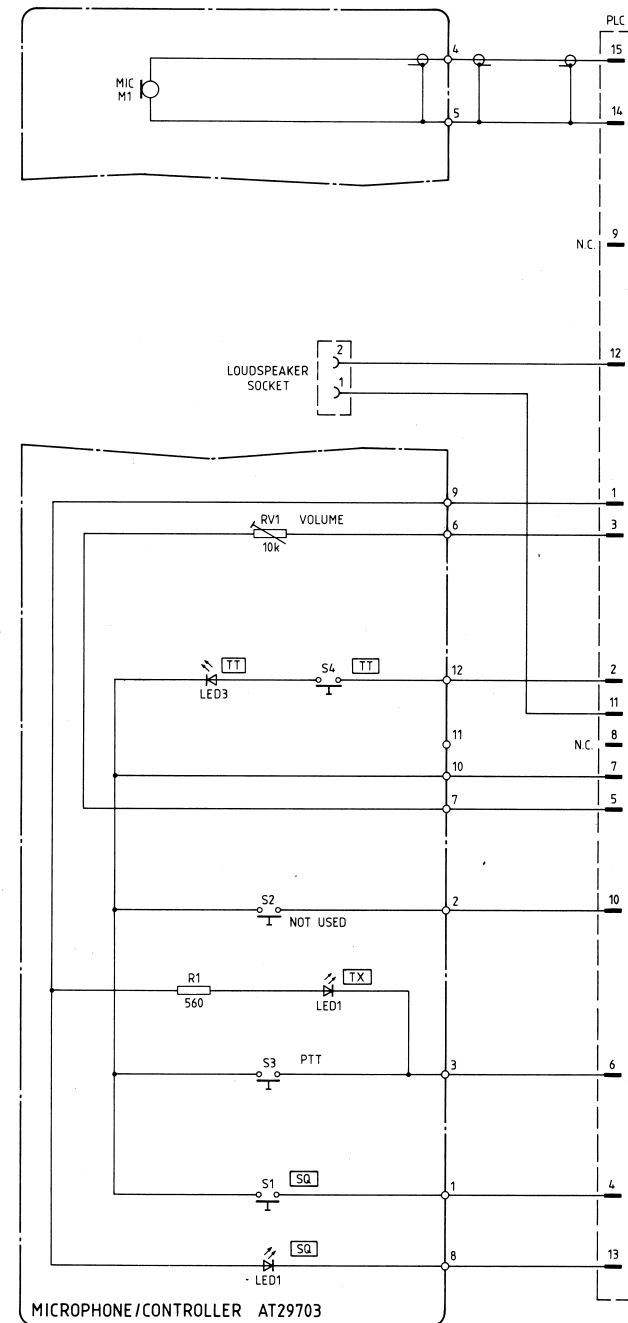 PLC
4
15
MIC
M1
5
14
N.C. 9
2
12
LOUDSPEAKER
SOCKET
1
9
1
RV1 VOLUME
6
3
10k
TT
S4 TT
12
2
LED3
11
11
N.C. 8
10
7
7
5
S2
2
10
NOT USED
R1
TX
560
LED1
S3 PTT
3
6
S1 SQ
1
4
SQ
8
13
LED1
MICROPHONE/CONTROLLER AT29703